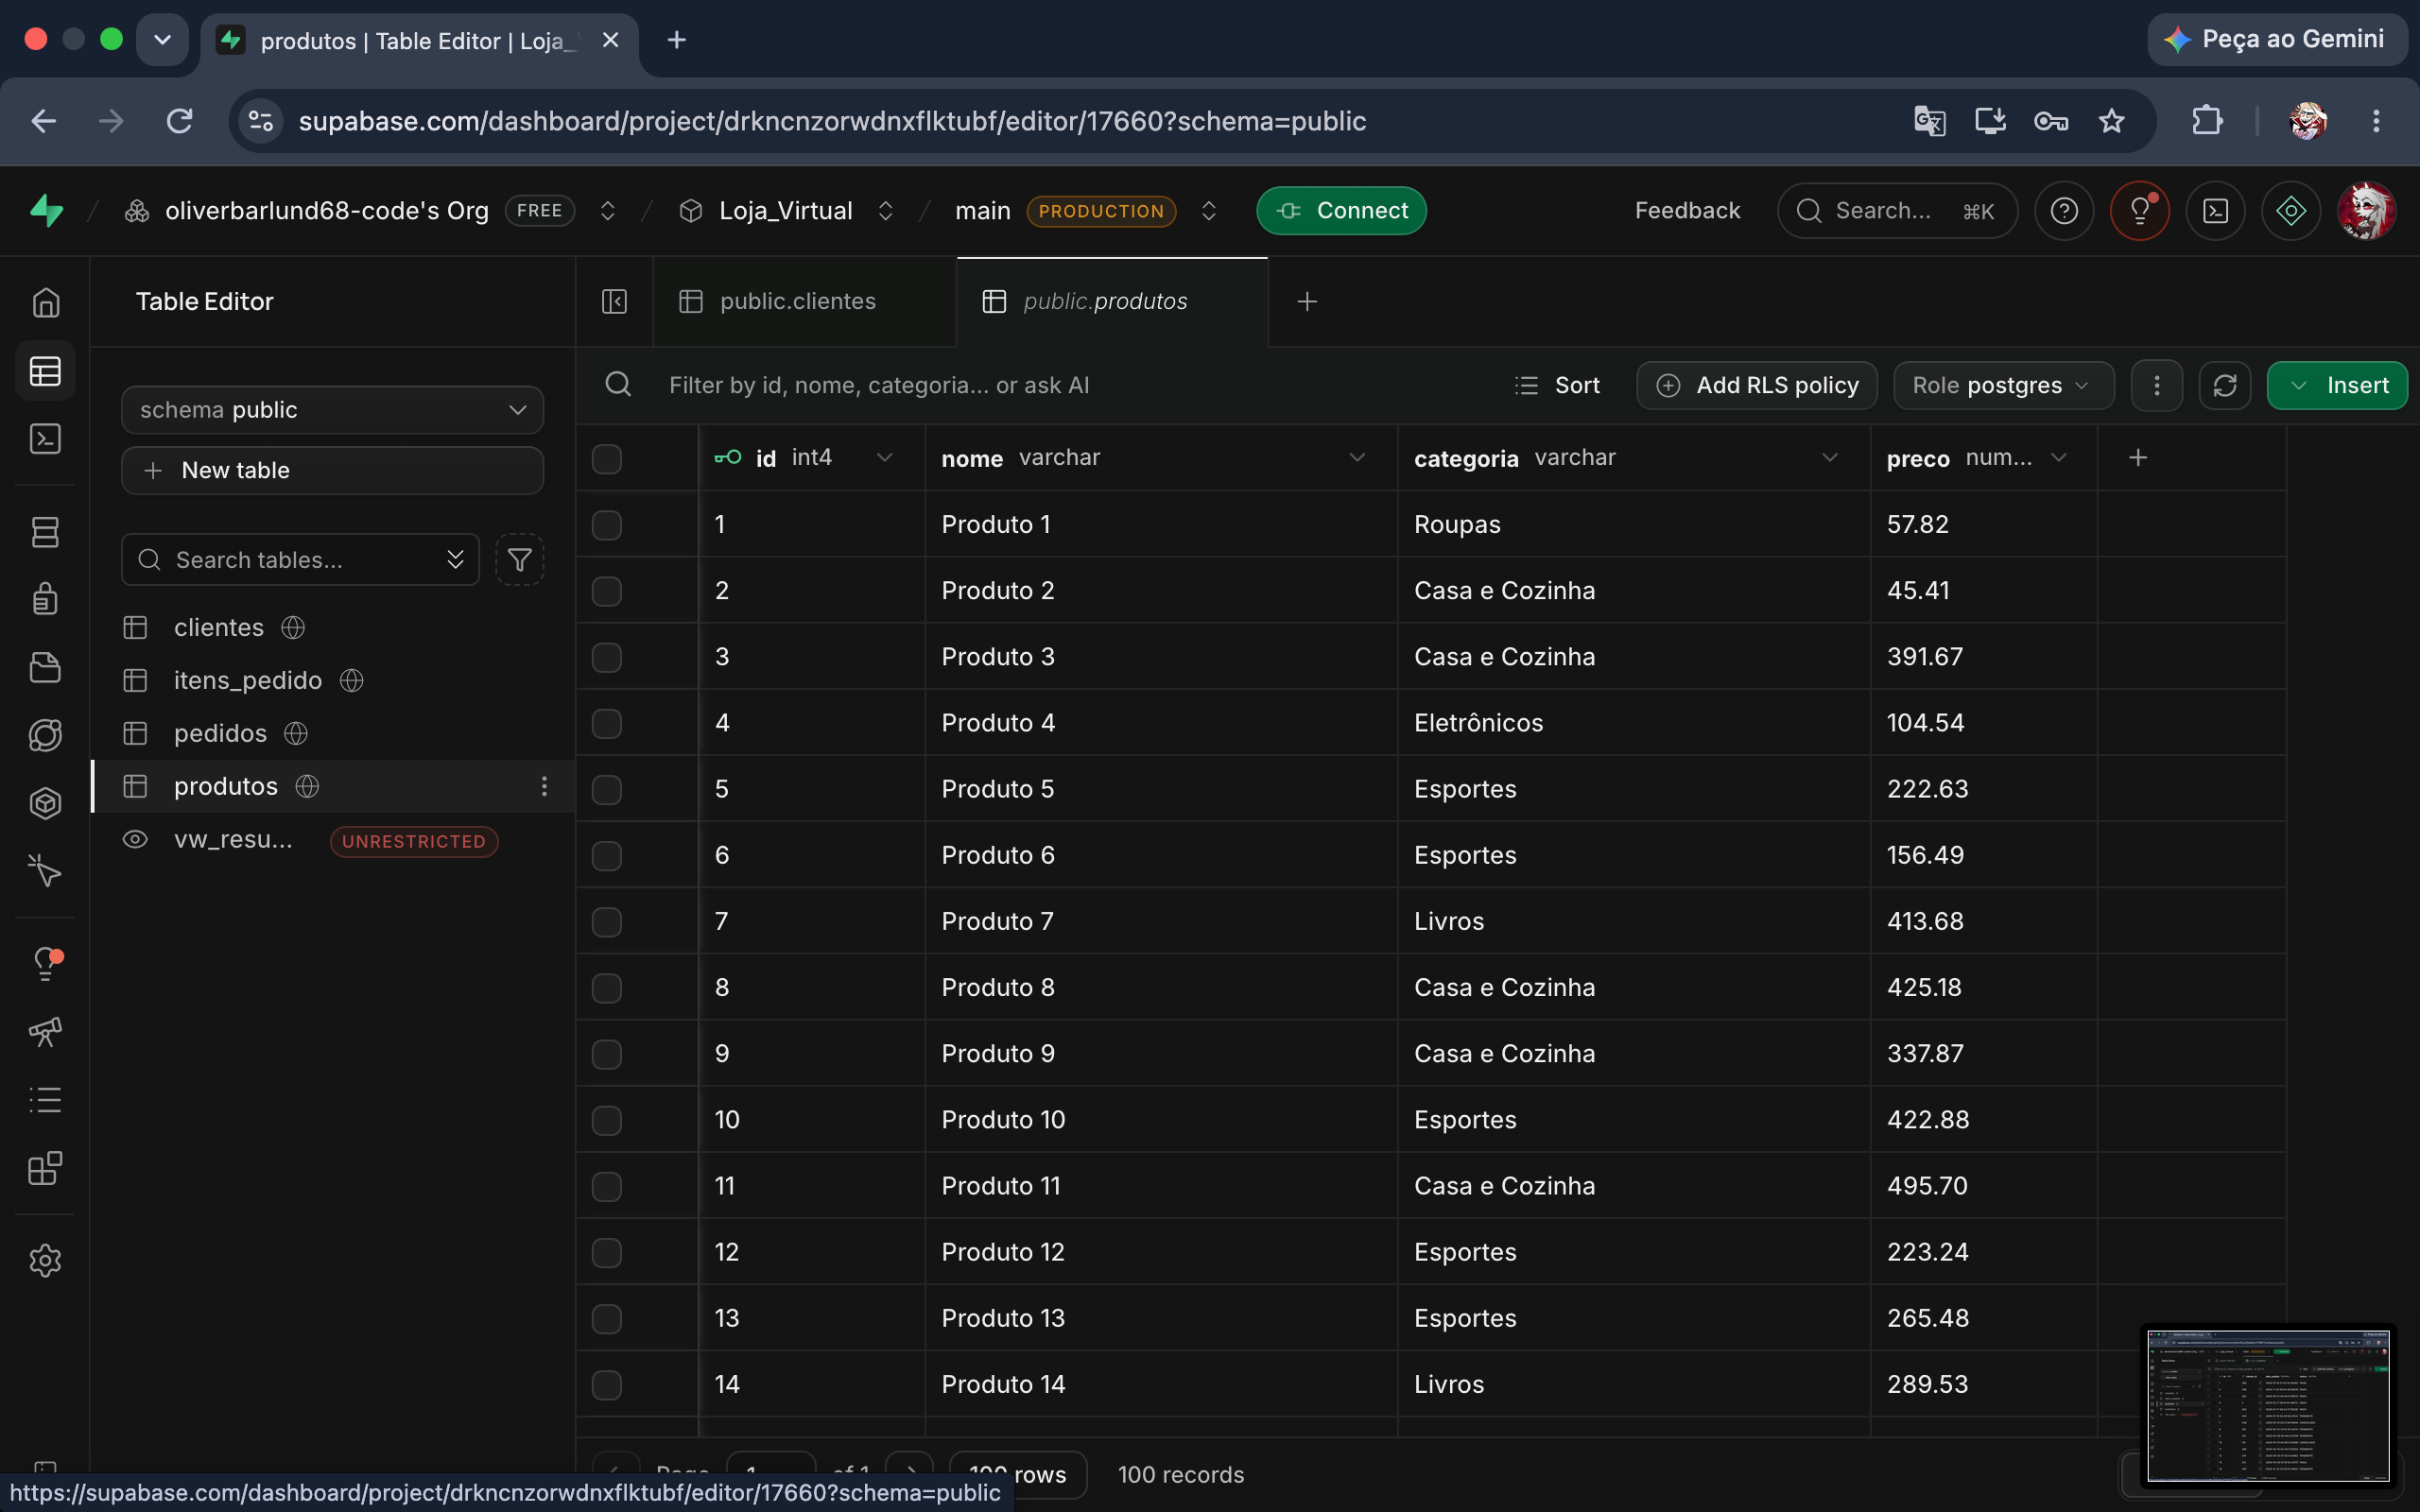 produtos | Table Editor | Loja_
Peça ao Gemini
supabase.com/dashboard/project/drkncnzorwdnxflktubf/editor/17660?schema=public
oliverbarlund68-code's Org FREE Loja_Virtual main PRODUCTION Connect Feedback Search... ⌘K
Table Editor
public.clientes public.produtos
schema public
Filter by id, nome, categoria... or ask AI Sort Add RLS policy Role postgres Insert
New table
Search tables...
clientes
itens_pedido
pedidos
produtos
vw_resu... UNRESTRICTED
id int4 nome varchar categoria varchar preco num...
1 Produto 1 Roupas 57.82
2 Produto 2 Casa e Cozinha 45.41
3 Produto 3 Casa e Cozinha 391.67
4 Produto 4 Eletrônicos 104.54
5 Produto 5 Esportes 222.63
6 Produto 6 Esportes 156.49
7 Produto 7 Livros 413.68
8 Produto 8 Casa e Cozinha 425.18
9 Produto 9 Casa e Cozinha 337.87
10 Produto 10 Esportes 422.88
11 Produto 11 Casa e Cozinha 495.70
12 Produto 12 Esportes 223.24
13 Produto 13 Esportes 265.48
14 Produto 14 Livros 289.53
Page 1 of 1 100 rows 100 records
https://supabase.com/dashboard/project/drkncnzorwdnxflktubf/editor/17660?schema=public